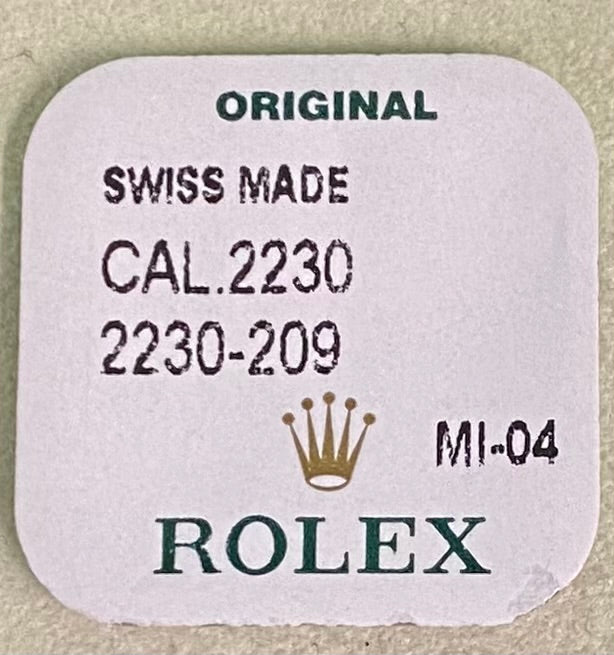 ORIGINAL
SWISS MADE
CAL.2230
2230-209
MI-04
ROLEX